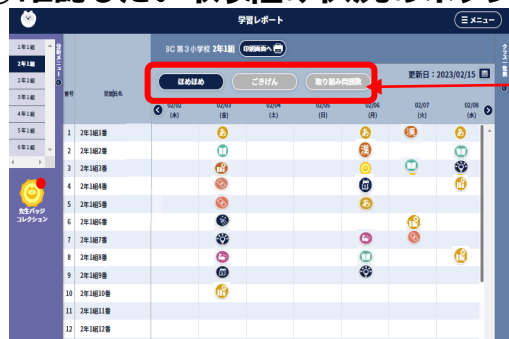 学習レポート
メニュー
1年1組
2年1組
2年2組
3年1組
4年1組
5年1組
6年1組
先生バッジ
コレクション
BC 第3小学校 2年1組 印刷画面へ
ほめほめ ごきげん 取り組み問題数
更新日:2023/02/15
番号 児童氏名
02/02 02/03 02/04 02/05 02/06 02/07 02/08
(木) (金) (土) (日) (月) (火) (水)
1 2年1組1番
2 2年1組2番
3 2年1組3番
4 2年1組4番
5 2年1組5番
6 2年1組6番
7 2年1組7番
8 2年1組8番
9 2年1組9番
10 2年1組10番
11 2年1組11番
12 2年1組12番